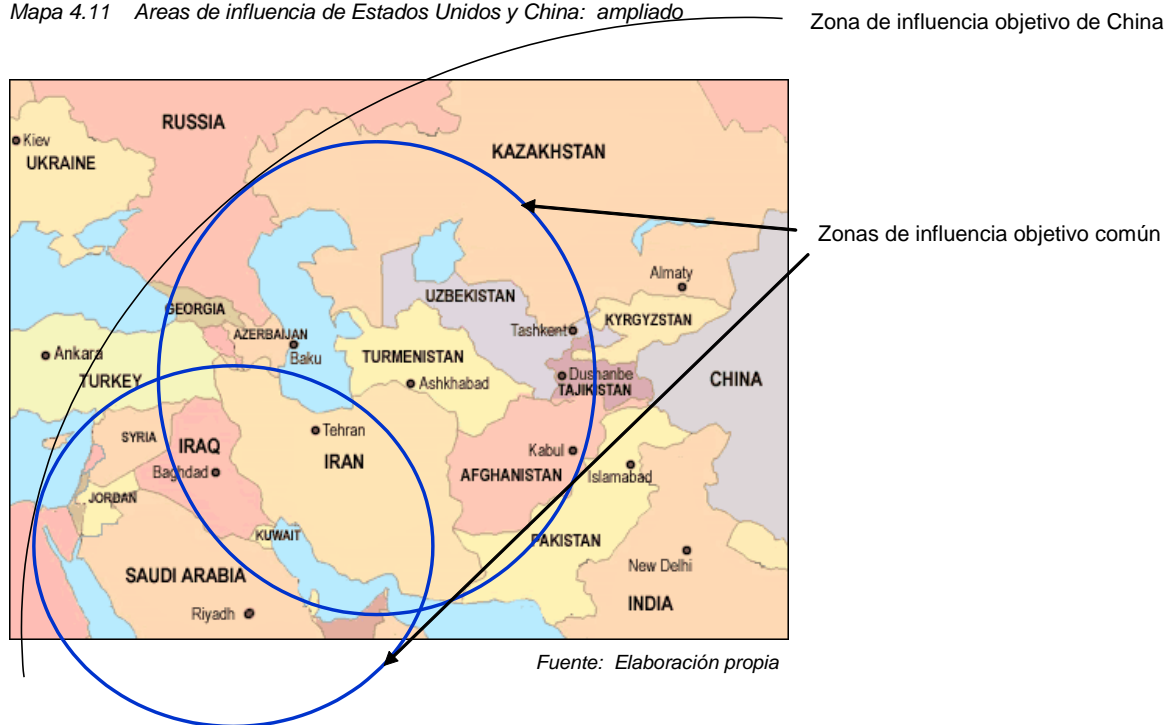 Mapa 4.11 Areas de influencia de Estados Unidos y China: ampliado
Zona de influencia objetivo de China
RUSSIA
Kiev
UKRAINE
KAZAKHSTAN
Zonas de influencia objetivo común
Almaty
UZBEKISTAN
GEORGIA
KYRGYZSTAN
Tashkent
AZERBAIJAN
Baku
Ankara
TURMENISTAN
TURKEY
Ashkhabad
Dushanbe
TAJIKISTAN
CHINA
Tehran
SYRIA
IRAQ
IRAN
Kabul
Baghdad
AFGHANISTAN
Islamabad
JORDAN
KUWAIT
PAKISTAN
New Delhi
SAUDI ARABIA
INDIA
Riyadh
Fuente: Elaboración propia